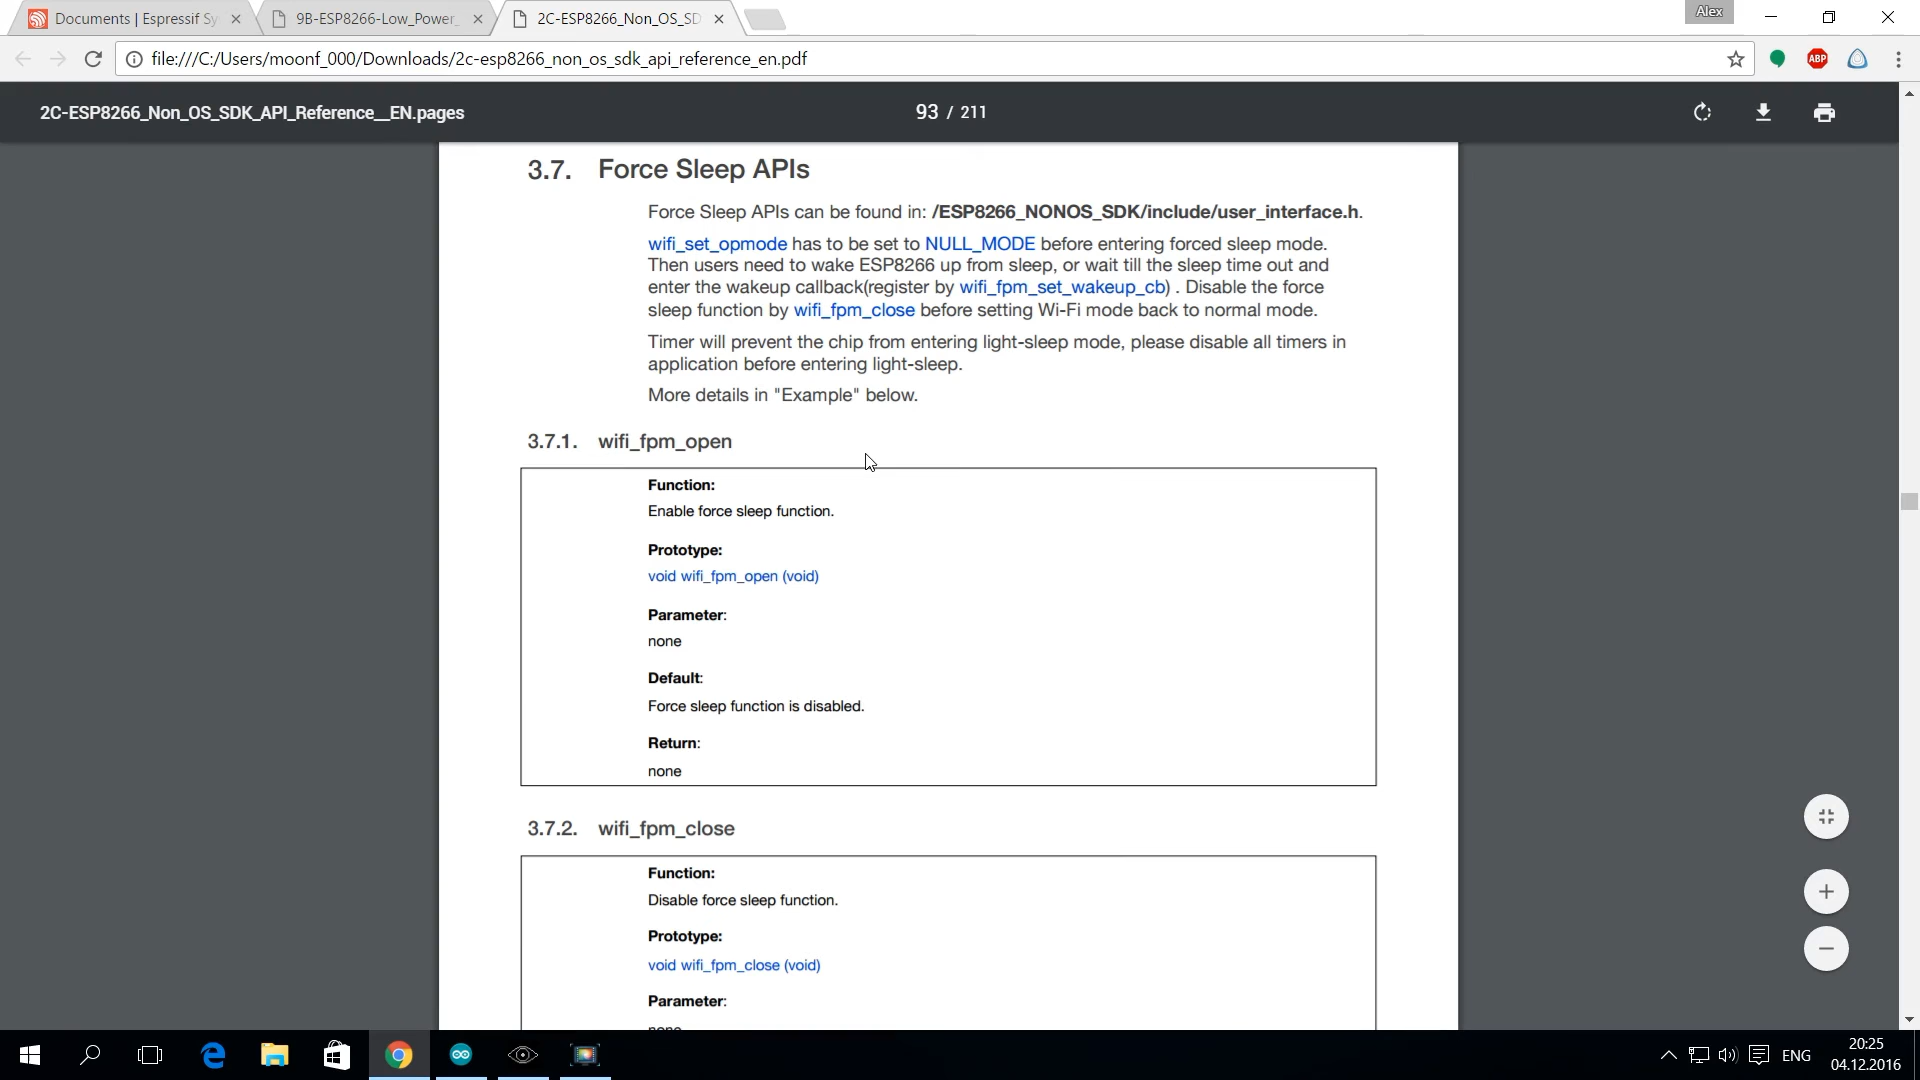 Documents | Espressif Sy
9B-ESP8266-Low_Power_
2C-ESP8266_Non_OS_SD
Alex
file:///C:/Users/moonf_000/Downloads/2c-esp8266_non_os_sdk_api_reference_en.pdf
ABP
2C-ESP8266_Non_OS_SDK_API_Reference__EN.pages
93 / 211
3.7. Force Sleep APIs
Force Sleep APIs can be found in: /ESP8266_NONOS_SDK/include/user_interface.h.
wifi_set_opmode has to be set to NULL_MODE before entering forced sleep mode.
Then users need to wake ESP8266 up from sleep, or wait till the sleep time out and
enter the wakeup callback(register by wifi_fpm_set_wakeup_cb) . Disable the force
sleep function by wifi_fpm_close before setting Wi-Fi mode back to normal mode.
Timer will prevent the chip from entering light-sleep mode, please disable all timers in
application before entering light-sleep.
More details in "Example" below.
3.7.1. wifi_fpm_open
Function:
Enable force sleep function.
Prototype:
void wifi_fpm_open (void)
Parameter:
none
Default:
Force sleep function is disabled.
Return:
none
3.7.2. wifi_fpm_close
Function:
Disable force sleep function.
Prototype:
void wifi_fpm_close (void)
Parameter:
none
ENG
20:25
04.12.2016